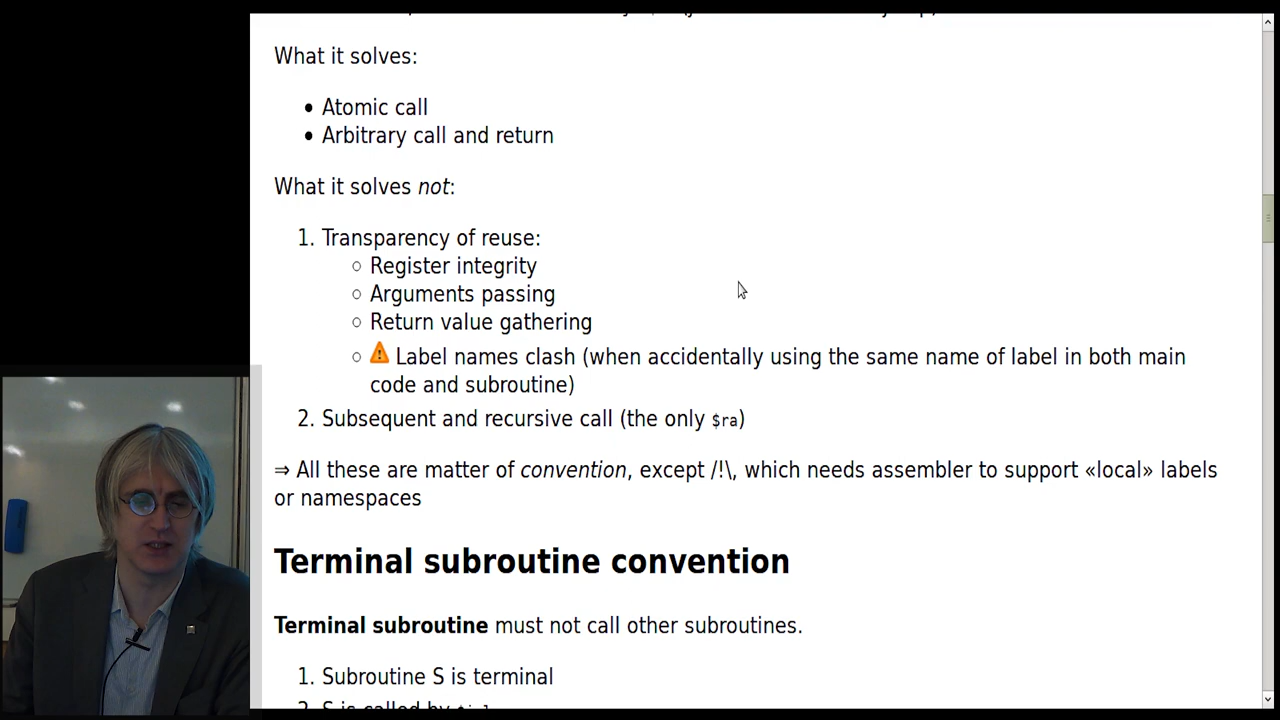 What it solves:
• Atomic call
• Arbitrary call and return
What it solves not:
1. Transparency of reuse:
○ Register integrity
○ Arguments passing
○ Return value gathering
○ Label names clash (when accidentally using the same name of label in both main
code and subroutine)
2. Subsequent and recursive call (the only $ra)
⇒ All these are matter of convention, except /!\, which needs assembler to support «local» labels
or namespaces
Terminal subroutine convention
Terminal subroutine must not call other subroutines.
1. Subroutine S is terminal
2. S is called by